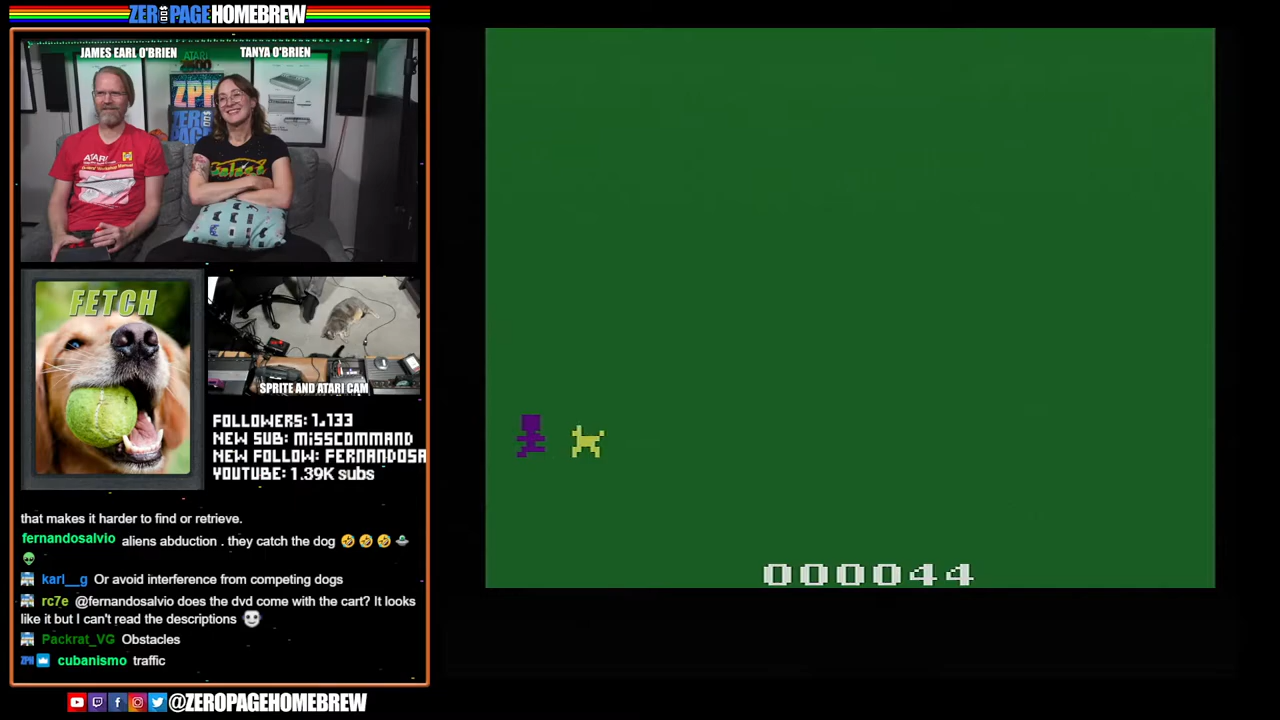 ZERO PAGE HOMEBREW
JAMES EARL O'BRIEN
TANYA O'BRIEN
ATARI
ZPH
FETCH
SPRITE AND ATARI CAM
FOLLOWERS: 1,133
NEW SUB: MISSCOMMAND
NEW FOLLOW: FERNANDOSA
YOUTUBE: 1.39K subs
that makes it harder to find or retrieve.
fernandosalvio aliens abduction . they catch the dog 🤣🤣🤣🛸
👽
karl__g Or avoid interference from competing dogs
rc7e @fernandosalvio does the dvd come with the cart? It looks
like it but I can't read the descriptions
Packrat_VG Obstacles
ZPH cubanismo traffic
@ZEROPAGEHOMEBREW
000044